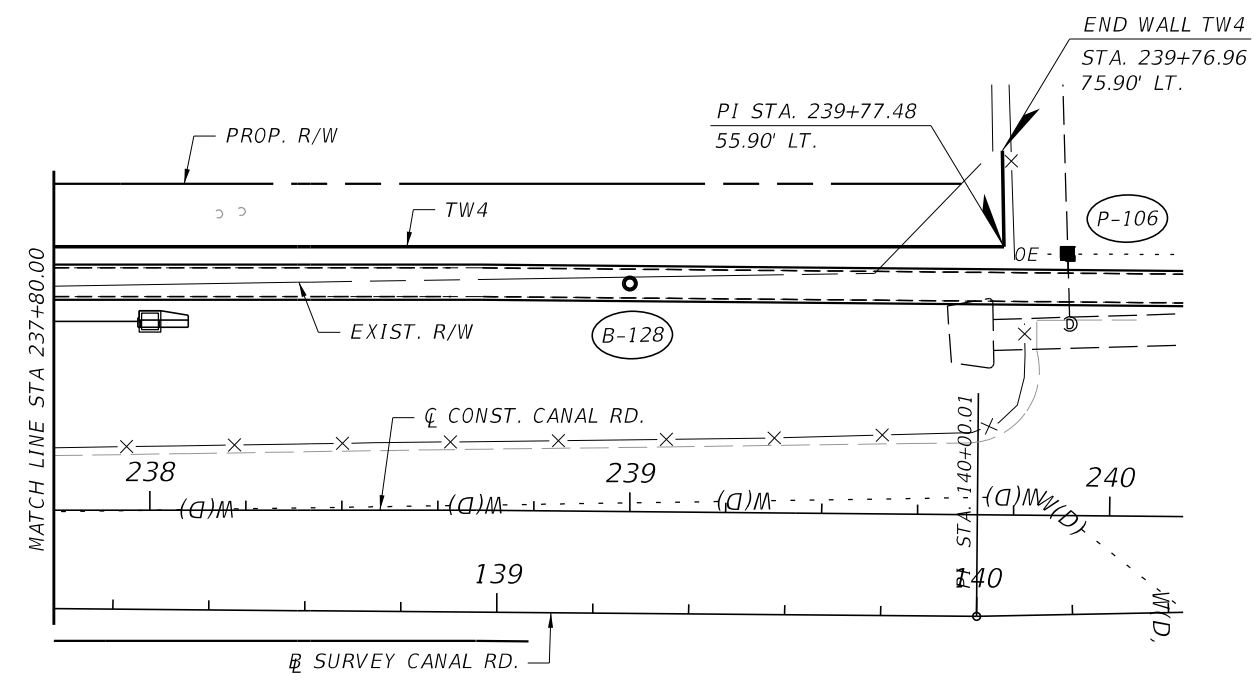 END WALL TW4
STA. 239+76.96
75.90' LT.
PI STA. 239+77.48
55.90' LT.
PROP. R/W
TW4
P-106
OE
MATCH LINE STA 237+80.00
EXIST. R/W
B-128
D
℄ CONST. CANAL RD.
PI STA. 140+00.01
238
239
240
W(D)
W(D)
W(D)
W(D)
W(D)
139
140
W(D)
B̲L SURVEY CANAL RD.